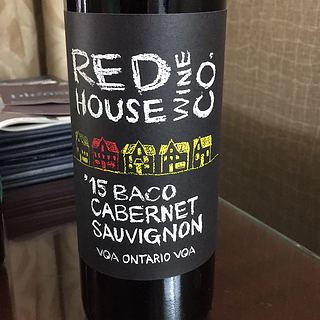 RED
HOUSE
WINE
CO.
'15 BACO
CABERNET
SAUVIGNON
VQA ONTARIO VQA